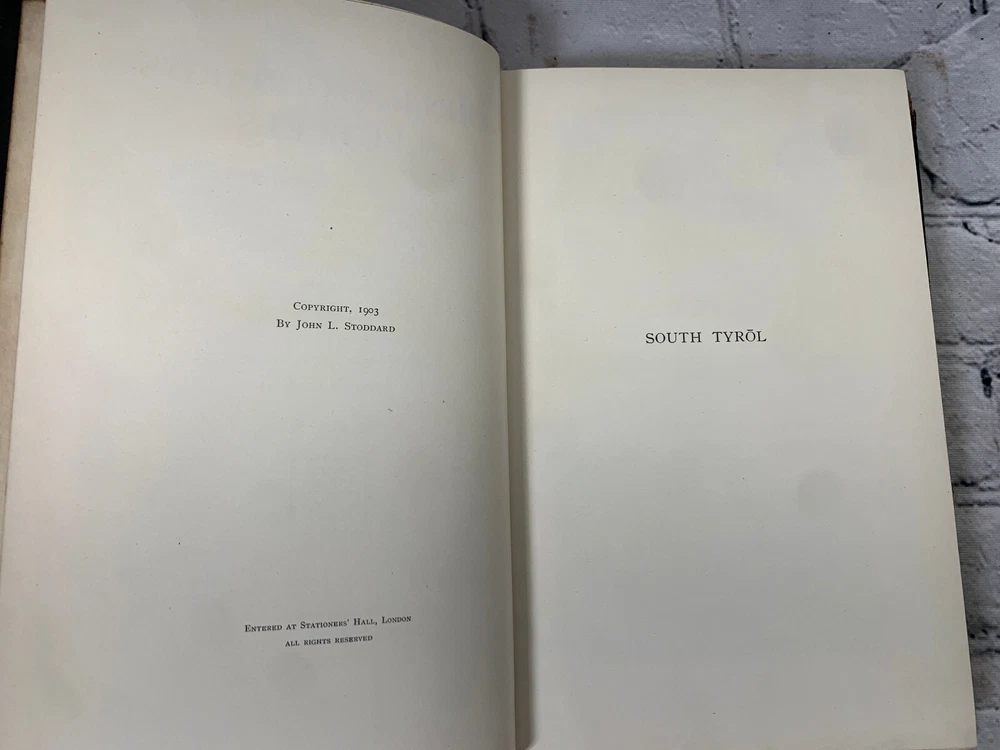 Copyright, 1903
By John L. Stoddard
Entered at Stationers' Hall, London
all rights reserved
SOUTH TYRŌL